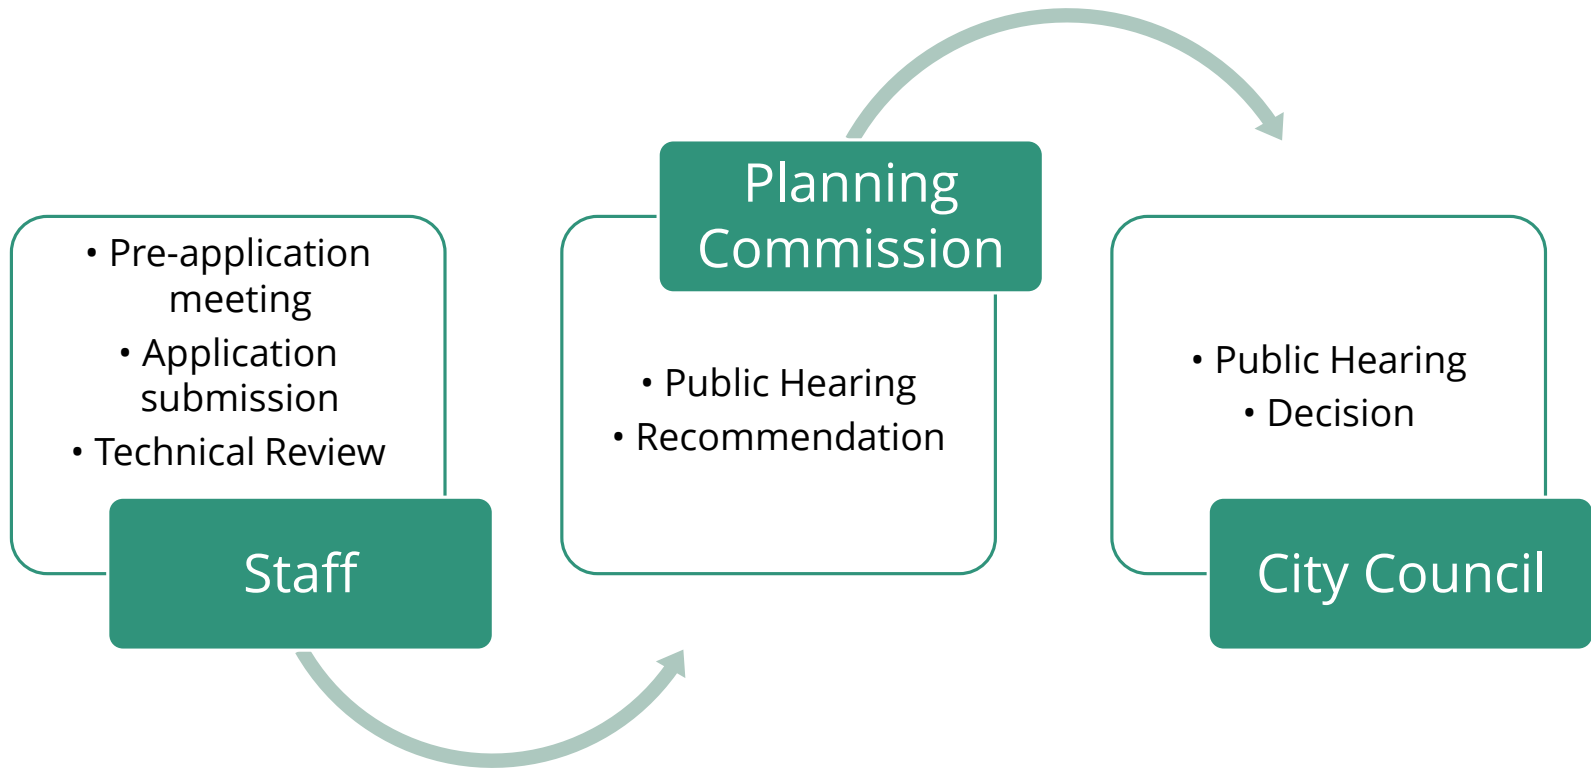 • Pre-application
meeting
• Application
submission
• Technical Review
Staff
Planning
Commission
• Public Hearing
• Recommendation
• Public Hearing
• Decision
City Council